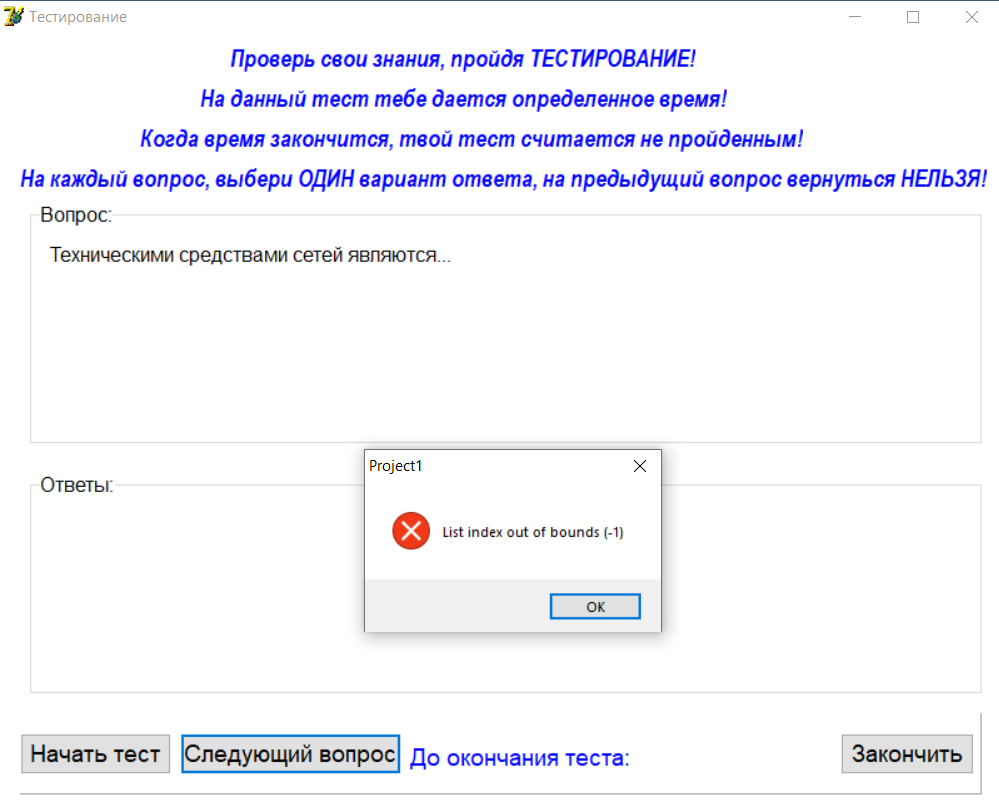 Тестирование
Проверь свои знания, пройдя ТЕСТИРОВАНИЕ!
На данный тест тебе дается определенное время!
Когда время закончится, твой тест считается не пройденным!
На каждый вопрос, выбери ОДИН вариант ответа, на предыдущий вопрос вернуться НЕЛЬЗЯ!
Вопрос:
Техническими средствами сетей являются...
Ответы:
Project1
List index out of bounds (-1)
OK
Начать тест
Следующий вопрос
До окончания теста:
Закончить